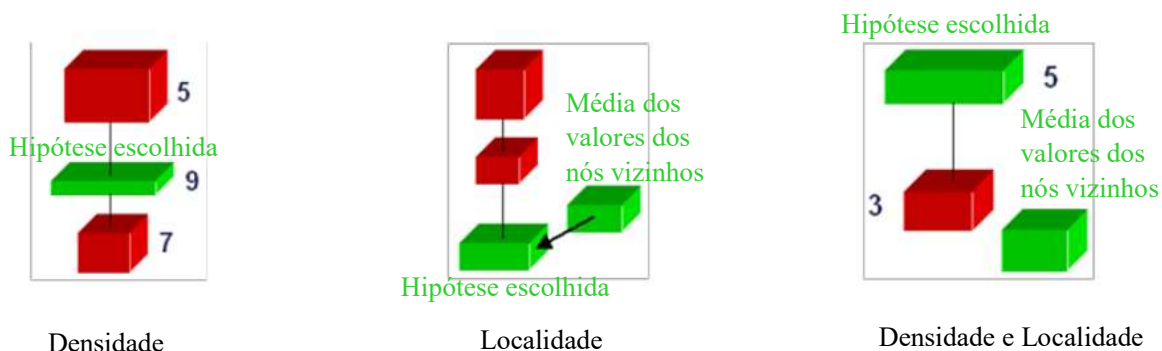 5
Hipótese escolhida
9
7
Densidade
Média dos
valores dos
nós vizinhos
Hipótese escolhida
Localidade
Hipótese escolhida
5
Média dos
valores dos
nós vizinhos
3
Densidade e Localidade